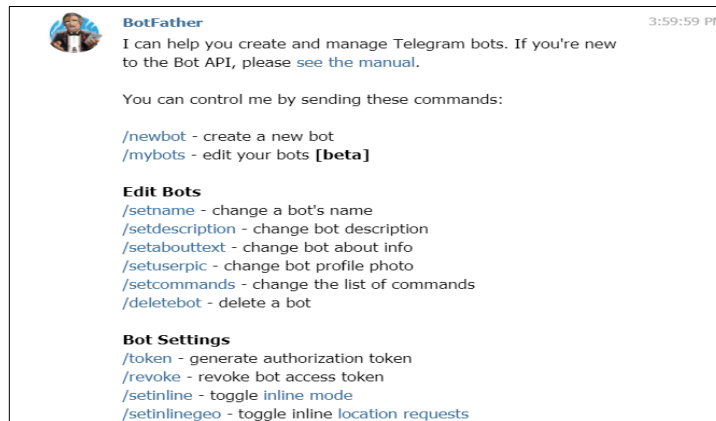 BotFather
3:59:59 PM
I can help you create and manage Telegram bots. If you're new
to the Bot API, please see the manual.
You can control me by sending these commands:
/newbot - create a new bot
/mybots - edit your bots [beta]
Edit Bots
/setname - change a bot's name
/setdescription - change bot description
/setabouttext - change bot about info
/setuserpic - change bot profile photo
/setcommands - change the list of commands
/deletebot - delete a bot
Bot Settings
/token - generate authorization token
/revoke - revoke bot access token
/setinline - toggle inline mode
/setinlinegeo - toggle inline location requests